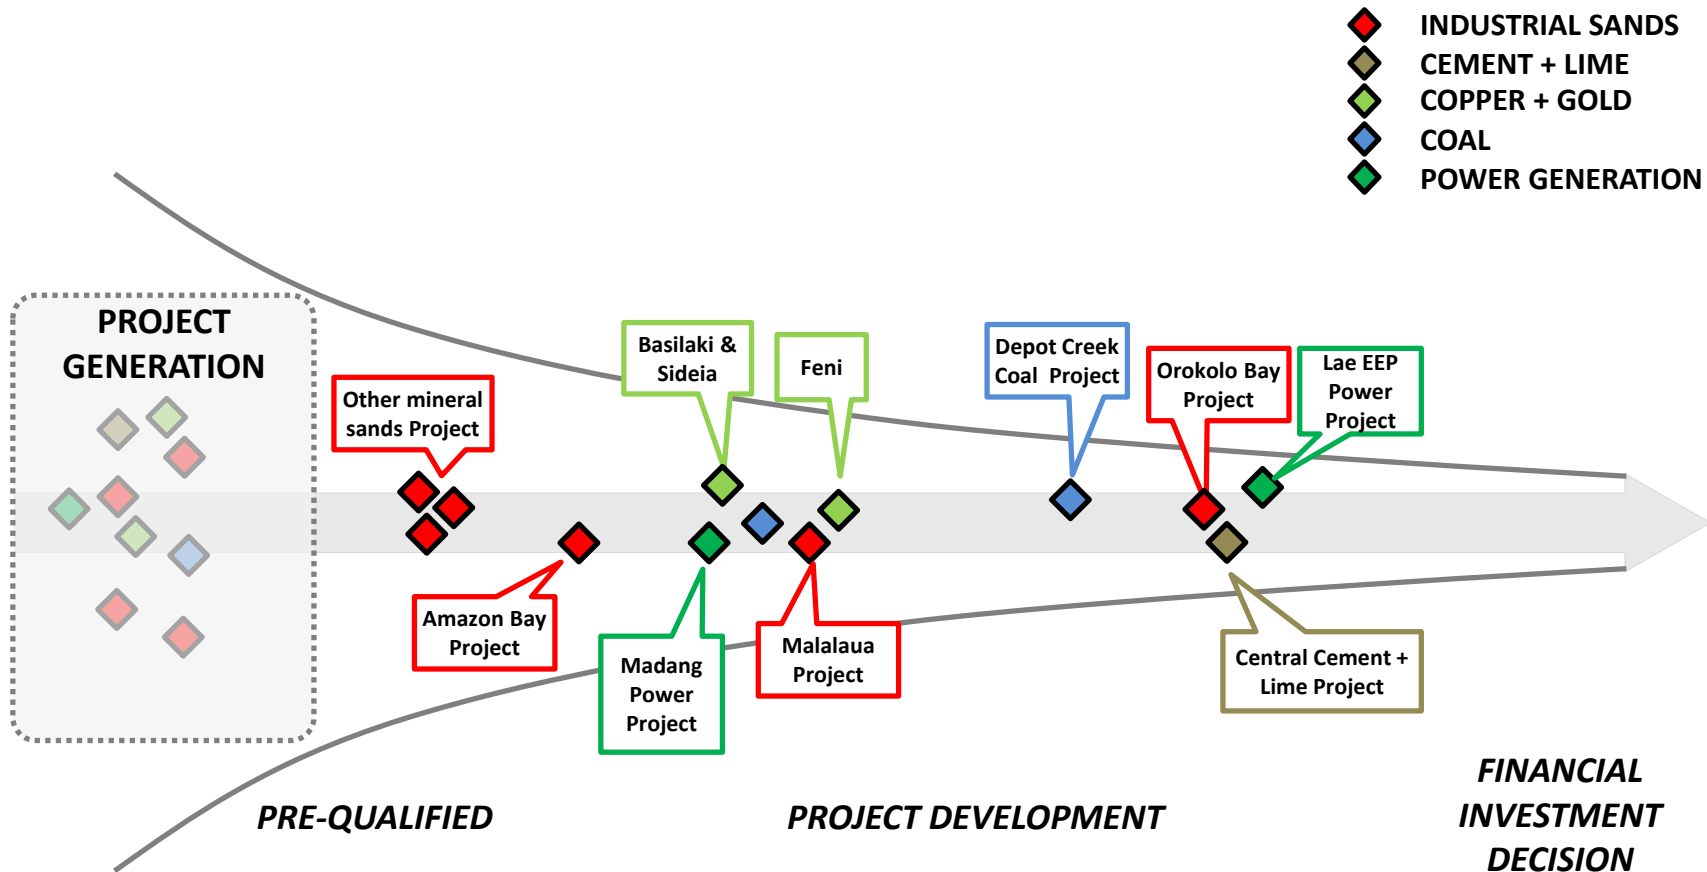 INDUSTRIAL SANDS
CEMENT + LIME
COPPER + GOLD
COAL
POWER GENERATION
PROJECT
GENERATION
Other mineral
sands Project
Basilaki &
Sideia
Feni
Depot Creek
Coal Project
Orokolo Bay
Project
Lae EEP
Power
Project
Amazon Bay
Project
Madang
Power
Project
Malalaua
Project
Central Cement +
Lime Project
PRE-QUALIFIED
PROJECT DEVELOPMENT
FINANCIAL
INVESTMENT
DECISION